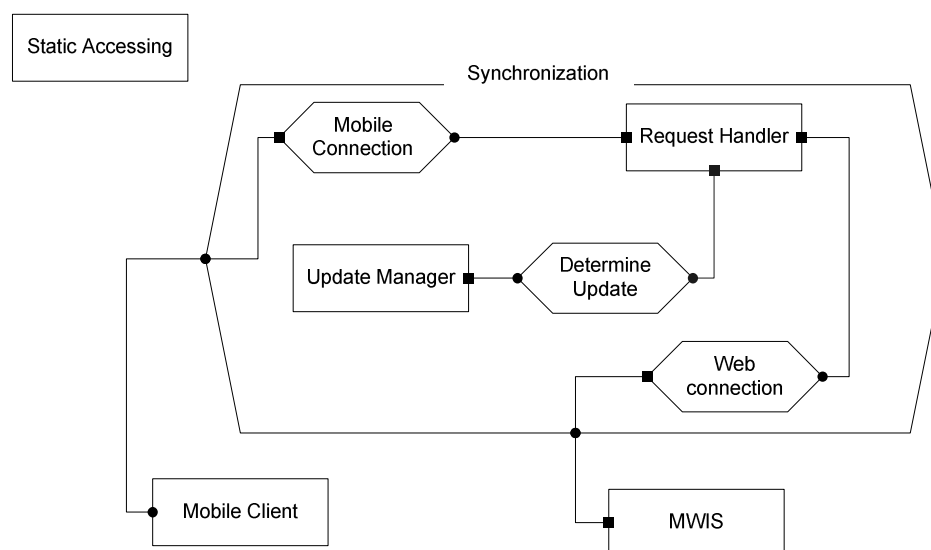 Static Accessing
Synchronization
Mobile
Connection
Request Handler
Update Manager
Determine
Update
Web
connection
Mobile Client
MWIS